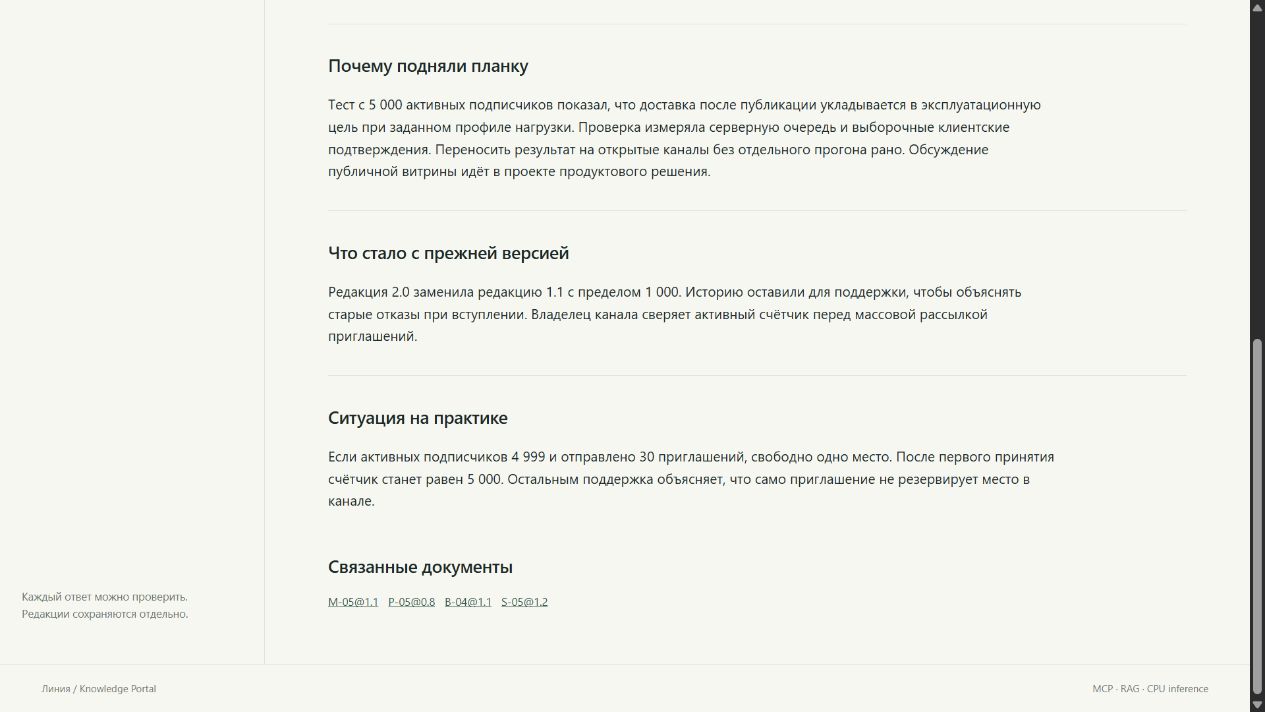 Почему подняли планку
Тест с 5 000 активных подписчиков показал, что доставка после публикации укладывается в эксплуатационную
цель при заданном профиле нагрузки. Проверка измеряла серверную очередь и выборочные клиентские
подтверждения. Переносить результат на открытые каналы без отдельного прогона рано. Обсуждение
публичной витрины идёт в проекте продуктового решения.
Что стало с прежней версией
Редакция 2.0 заменила редакцию 1.1 с пределом 1 000. Историю оставили для поддержки, чтобы объяснять
старые отказы при вступлении. Владелец канала сверяет активный счётчик перед массовой рассылкой
приглашений.
Ситуация на практике
Если активных подписчиков 4 999 и отправлено 30 приглашений, свободно одно место. После первого принятия
счётчик станет равен 5 000. Остальным поддержка объясняет, что само приглашение не резервирует место в
канале.
Связанные документы
M-05@1.1 P-05@0.8 B-04@1.1 S-05@1.2
Каждый ответ можно проверить.
Редакции сохраняются отдельно.
Линия / Knowledge Portal
MCP · RAG · CPU inference